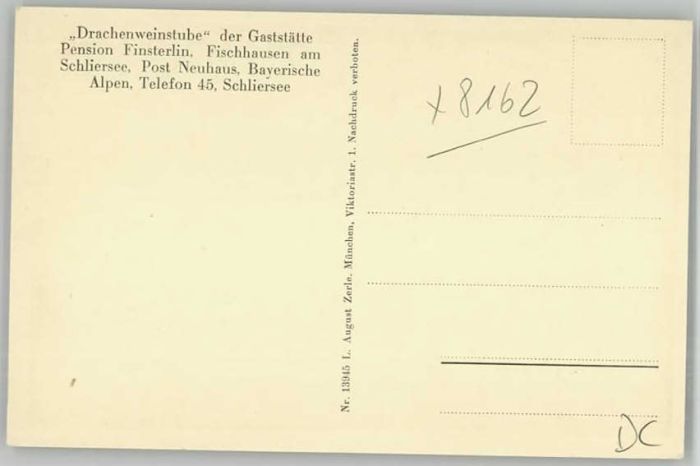 „Drachenweinstube“ der Gaststätte
Pension Finsterlin, Fischhausen am
Schliersee, Post Neuhaus, Bayerische
Alpen, Telefon 45, Schliersee
Nr. 13945 L. August Zerle, München, Viktoriastr. 1. Nachdruck verboten.
x 8162
DC